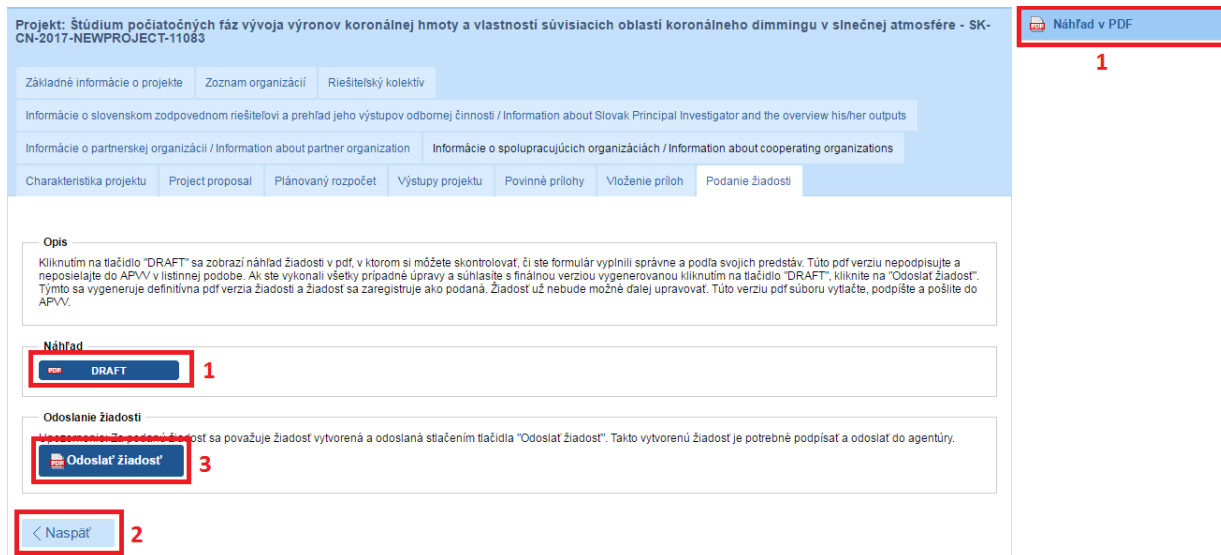 Projekt: Štúdium počiatočných fáz vývoja výronov koronálnej hmoty a vlastností súvisiacich oblastí koronálneho dimmingu v slnečnej atmosfére - SK-
CN-2017-NEWPROJECT-11083
Náhľad v PDF
1
Základné informácie o projekte Zoznam organizácií Riešiteľský kolektív
Informácie o slovenskom zodpovednom riešiteľovi a prehľad jeho výstupov odbornej činnosti / Information about Slovak Principal Investigator and the overview his/her outputs
Informácie o partnerskej organizácii / Information about partner organization Informácie o spolupracujúcich organizáciách / Information about cooperating organizations
Charakteristika projektu Project proposal Plánovaný rozpočet Výstupy projektu Povinné prílohy Vloženie príloh Podanie žiadosti
Opis
Kliknutím na tlačidlo "DRAFT" sa zobrazí náhľad žiadosti v pdf, v ktorom si môžete skontrolovať, či ste formulár vyplnili správne a podľa svojich predstáv. Túto pdf verziu nepodpisujte a
neposielajte do APVV v listinnej podobe. Ak ste vykonali všetky prípadné úpravy a súhlasíte s finálnou verziou vygenerovanou kliknutím na tlačidlo "DRAFT", kliknite na "Odoslať žiadosť".
Týmto sa vygeneruje definitívna pdf verzia žiadosti a žiadosť sa zaregistruje ako podaná. Žiadosť už nebude možné ďalej upravovať. Túto verziu pdf súboru vytlačte, podpíšte a pošlite do
APVV.
Náhľad
PDF DRAFT 1
Odoslanie žiadosti
Upozornenie: Za podanú žiadosť sa považuje žiadosť vytvorená a odoslaná stlačením tlačidla "Odoslať žiadosť". Takto vytvorenú žiadosť je potrebné podpísať a odoslať do agentúry.
PDF Odoslať žiadosť 3
Naspäť 2